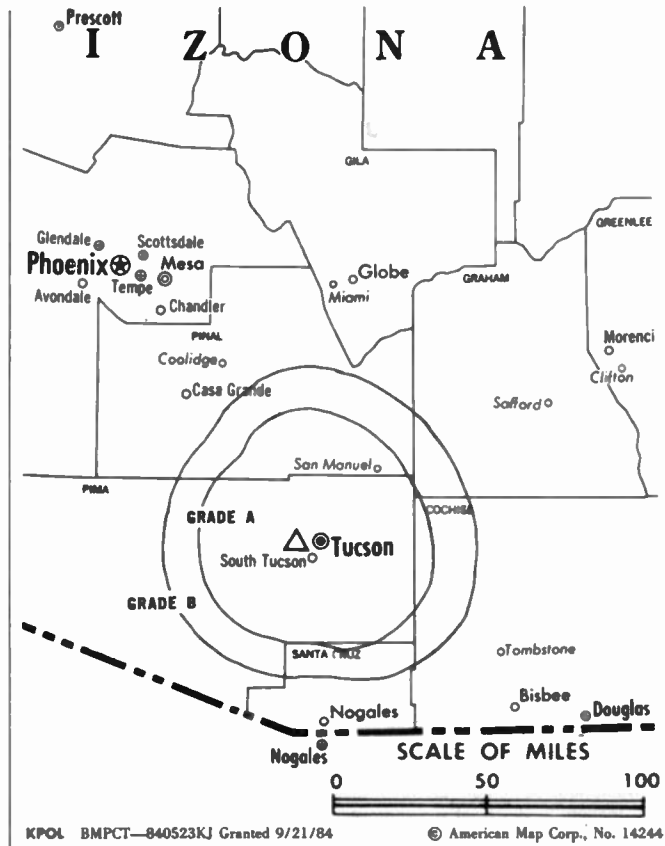 Prescott
I Z O N A
GILA
GREENLEE
Glendale
Scottsdale
Phoenix
Mesa
Tempe
Avondale
Chandler
Globe
Miami
GRAHAM
PINAL
Coolidge
Casa Grande
Morenci
Clifton
Safford
San Manuel
PIMA
COCHISE
GRADE A
Tucson
South Tucson
GRADE B
SANTA CRUZ
Tombstone
Bisbee
Douglas
Nogales
Nogales
SCALE OF MILES
0 50 100
KPOL BMPCT—840523KJ Granted 9/21/84 © American Map Corp., No. 14244